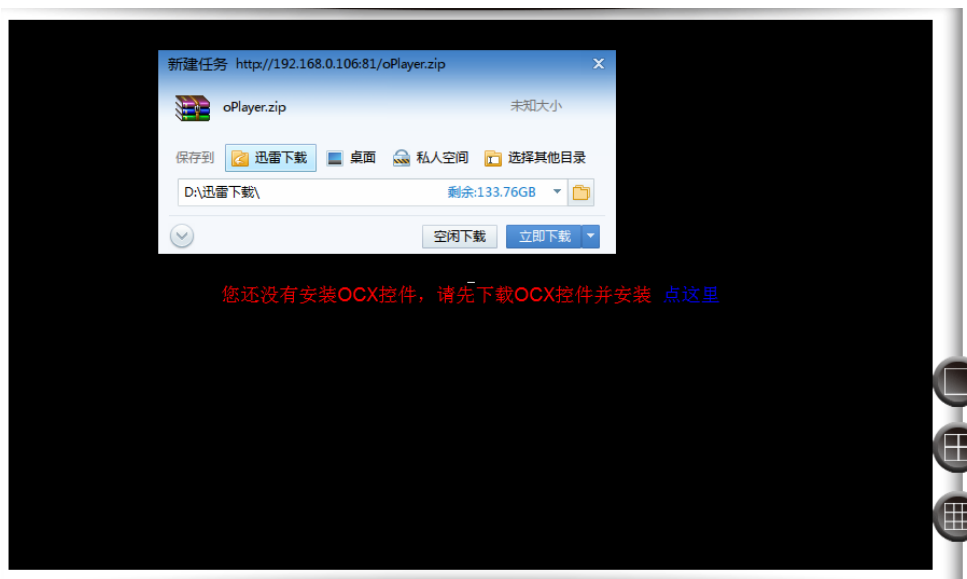 新建任务 http://192.168.0.106:81/oPlayer.zip
oPlayer.zip 未知大小
保存到 迅雷下载 桌面 私人空间 选择其他目录
D:\迅雷下载\ 剩余:133.76GB
空闲下载 立即下载
您还没有安装OCX控件，请先下载OCX控件并安装 点这里